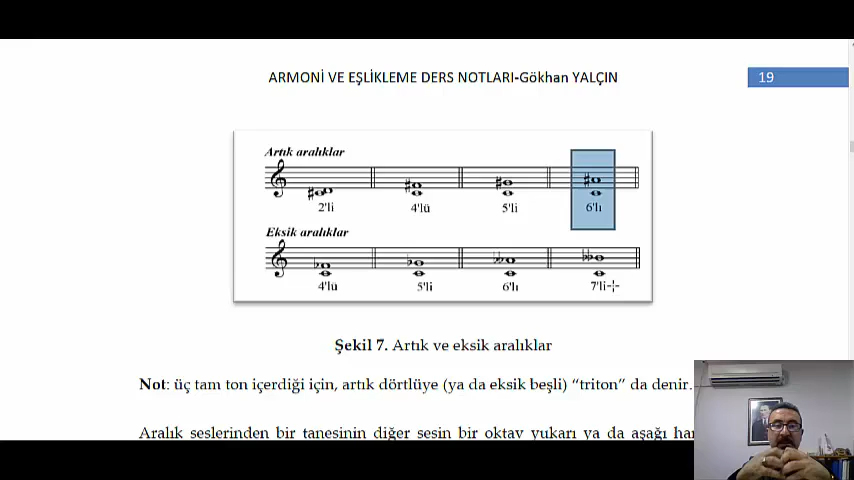 ARMONİ VE EŞLİKLEME DERS NOTLARI-Gökhan YALÇIN
19
Artık aralıklar
2'li 4'lü 5'li 6'lı
Eksik aralıklar
4'lü 5'li 6'lı 7'li
Şekil 7. Artık ve eksik aralıklar
Not: üç tam ton içerdiği için, artık dörtlüye (ya da eksik beşli) “triton” da denir.
Aralık seslerinden bir tanesinin diğer sesin bir oktav yukarı ya da aşağı